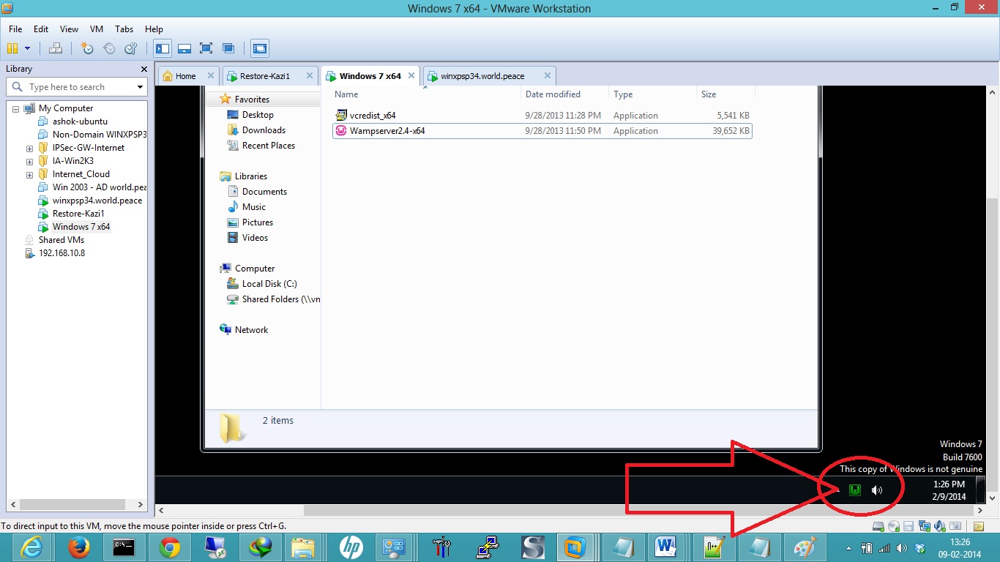 Windows 7 x64 - VMware Workstation
File Edit View VM Tabs Help
Library
Type here to search
My Computer
ashok-ubuntu
Non-Domain WINXPSP3
IPSec-GW-Internet
IA-Win2K3
Internet_Cloud
Win 2003 - AD world.pea
winxpsp34.world.peace
Restore-Kazi1
Windows 7 x64
Shared VMs
192.168.10.8
Home Restore-Kazi1 Windows 7 x64 winxpsp34.world.peace
Favorites
Desktop
Downloads
Recent Places
Libraries
Documents
Music
Pictures
Videos
Computer
Local Disk (C:)
Shared Folders (\\vn
Network
Name Date modified Type Size
vcredist_x64 9/28/2013 11:28 PM Application 5,541 KB
Wampserver2.4-x64 9/28/2013 11:50 PM Application 39,652 KB
2 items
Windows 7
Build 7600
This copy of Windows is not genuine
1:26 PM
2/9/2014
To direct input to this VM, move the mouse pointer inside or press Ctrl+G.
13:26
09-02-2014